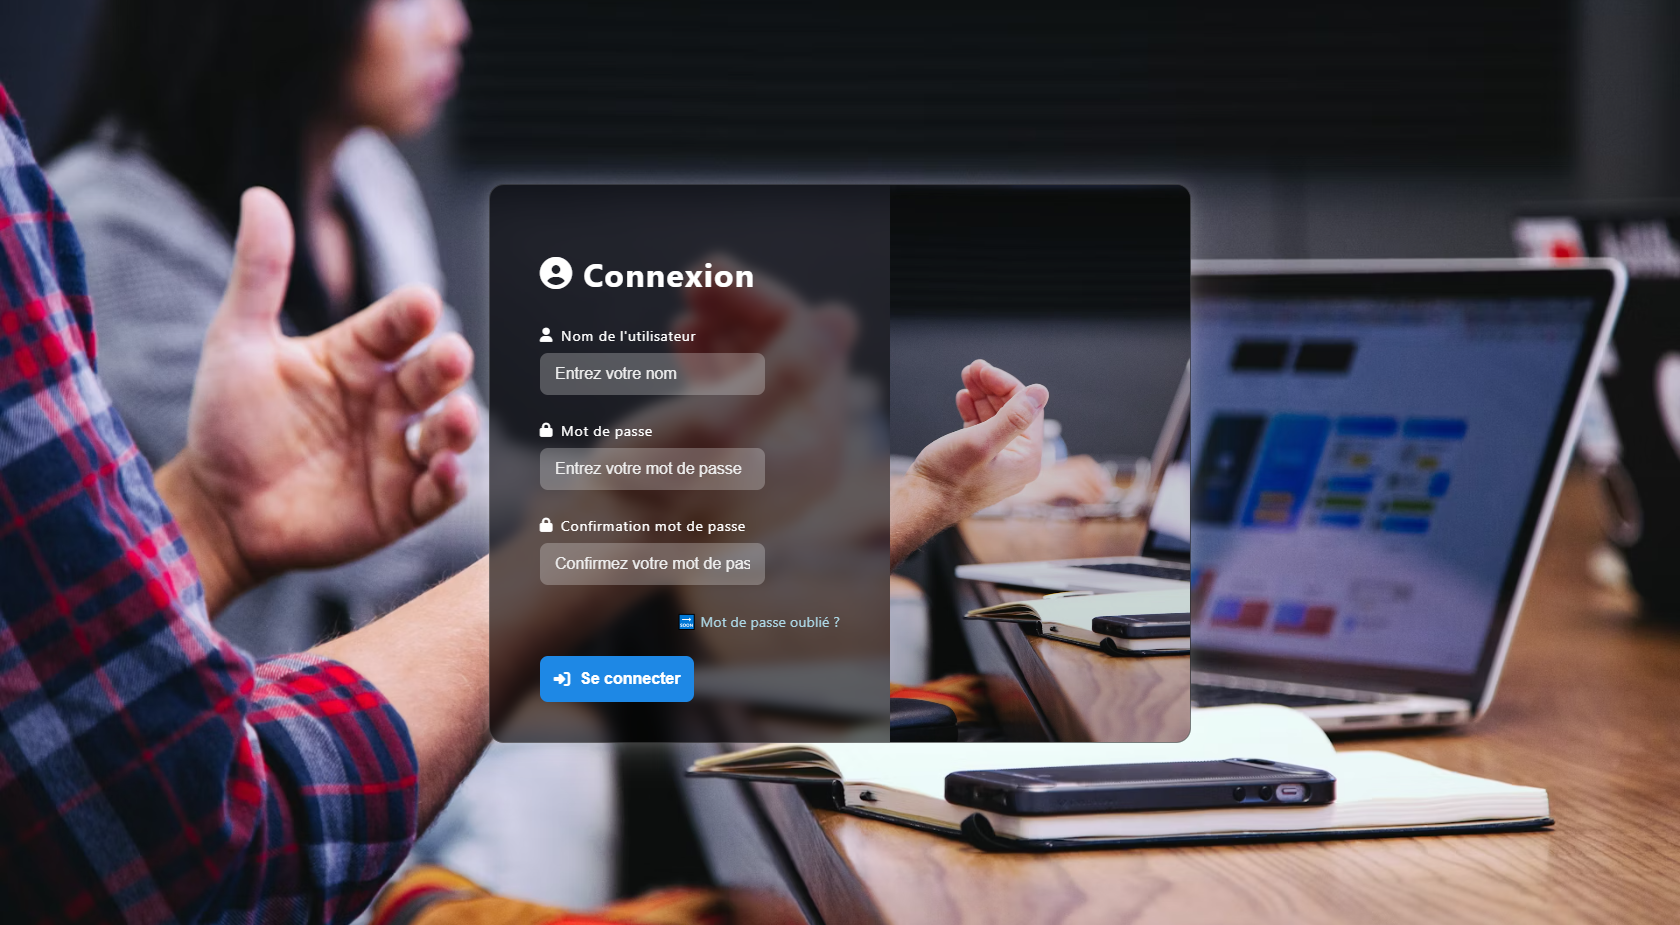 Connexion
Nom de l'utilisateur
Entrez votre nom
Mot de passe
Entrez votre mot de passe
Confirmation mot de passe
Confirmez votre mot de pas
SOON Mot de passe oublié ?
Se connecter